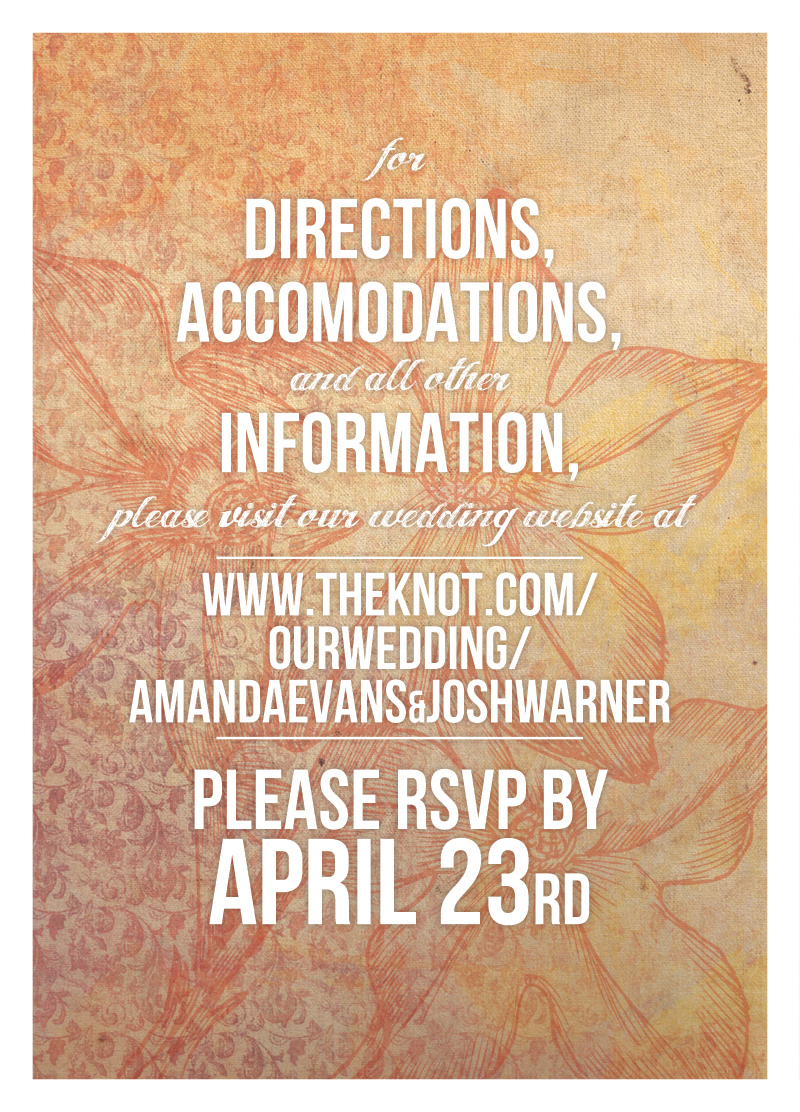 for
DIRECTIONS,
ACCOMODATIONS,
and all other
INFORMATION,
please visit our wedding website at
WWW.THEKNOT.COM/
OURWEDDING/
AMANDAEVANS&JOSHWARNER
PLEASE RSVP BY
APRIL 23RD